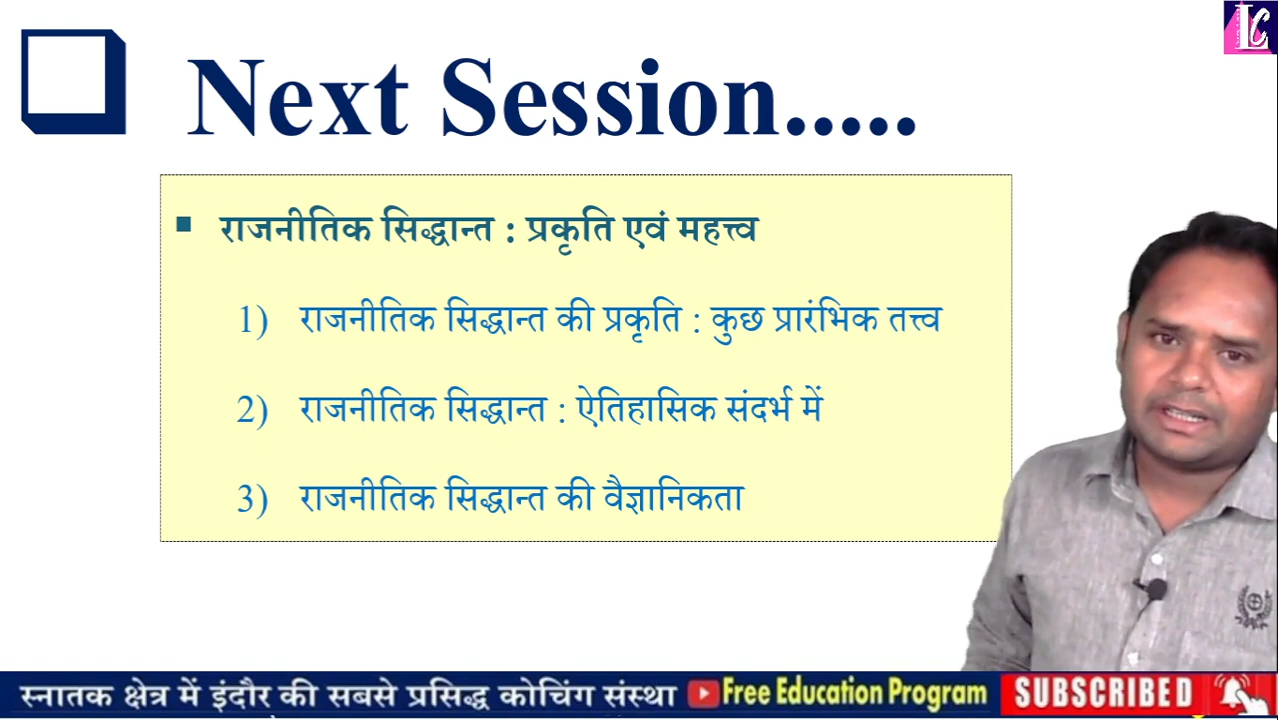 LC
Next Session.....
▪ राजनीतिक सिद्धान्त : प्रकृति एवं महत्त्व
1) राजनीतिक सिद्धान्त की प्रकृति : कुछ प्रारंभिक तत्त्व
2) राजनीतिक सिद्धान्त : ऐतिहासिक संदर्भ में
3) राजनीतिक सिद्धान्त की वैज्ञानिकता
स्नातक क्षेत्र में इंदौर की सबसे प्रसिद्ध कोचिंग संस्था Free Education Program SUBSCRIBED